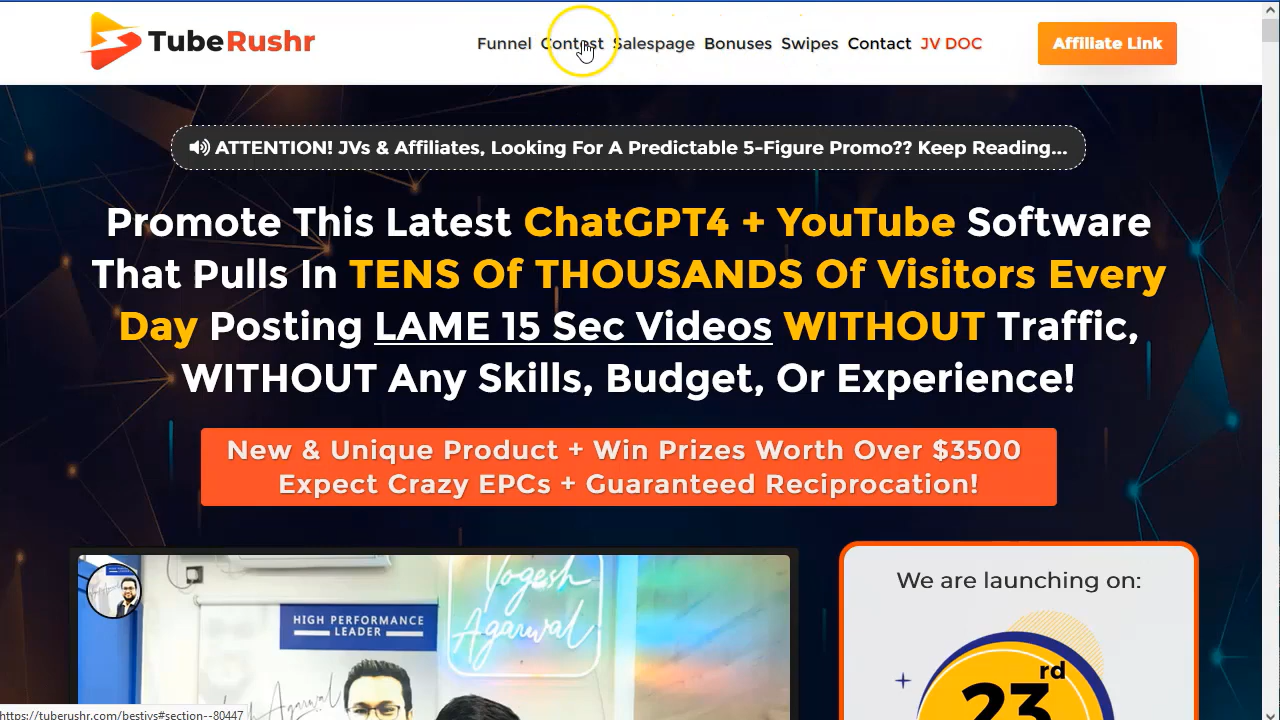 TubeRushr
Funnel Contest Salespage Bonuses Swipes Contact JV DOC
Affiliate Link
ATTENTION! JVs & Affiliates, Looking For A Predictable 5-Figure Promo?? Keep Reading...
Promote This Latest ChatGPT4 + YouTube Software
That Pulls In TENS Of THOUSANDS Of Visitors Every
Day Posting LAME 15 Sec Videos WITHOUT Traffic,
WITHOUT Any Skills, Budget, Or Experience!
New & Unique Product + Win Prizes Worth Over $3500
Expect Crazy EPCs + Guaranteed Reciprocation!
Yogesh
Agarwal
HIGH PERFORMANCE
LEADER
Agarwal
We are launching on:
23rd
https://tuberushr.com/bestjvs#section--80447